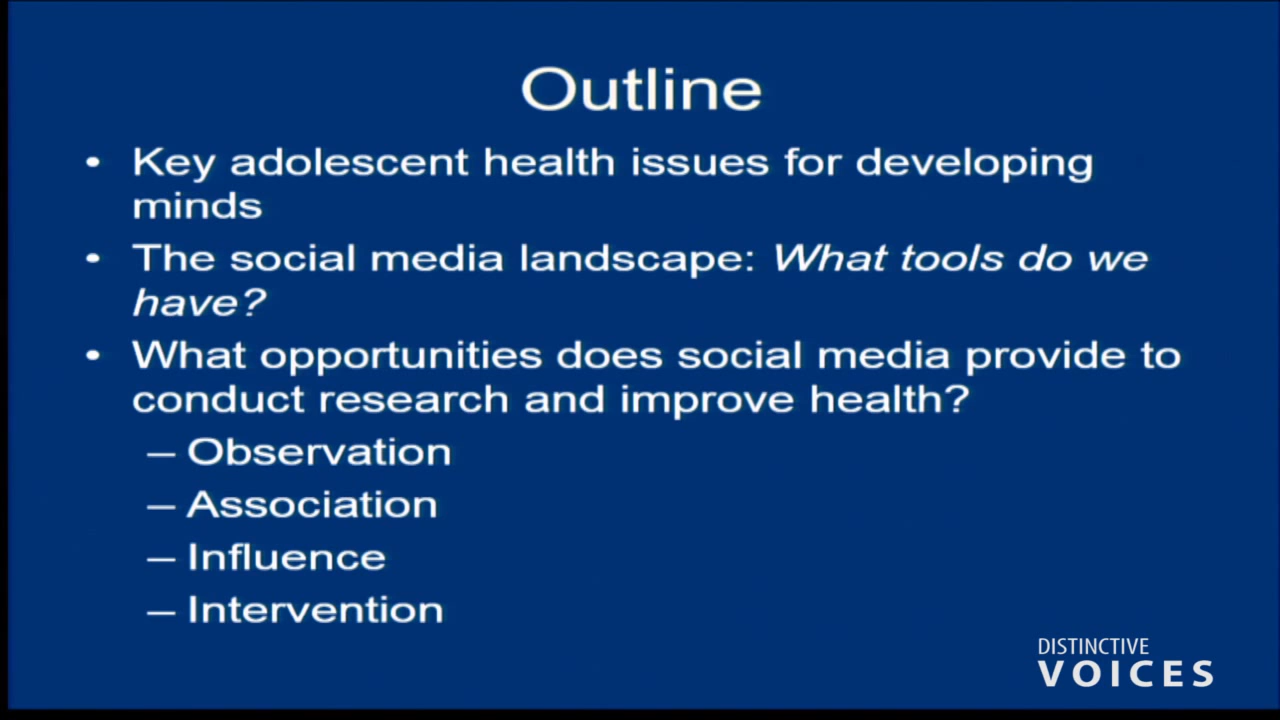 Outline
• Key adolescent health issues for developing
minds
• The social media landscape: What tools do we
have?
• What opportunities does social media provide to
conduct research and improve health?
– Observation
– Association
– Influence
– Intervention
DISTINCTIVE
VOICES